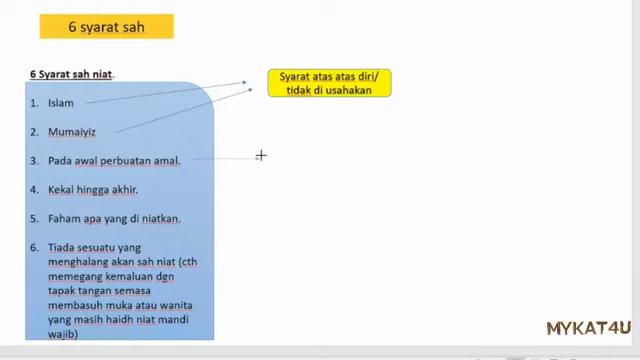 6 syarat sah
6 Syarat sah niat.
Syarat atas atas diri/
tidak di usahakan
1. Islam
2. Mumaiyiz
3. Pada awal perbuatan amal.
4. Kekal hingga akhir.
5. Faham apa yang di niatkan.
6. Tiada sesuatu yang
menghalang akan sah niat (cth
memegang kemaluan dgn
tapak tangan semasa
membasuh muka atau wanita
yang masih haidh niat mandi
wajib)
MYKAT4U